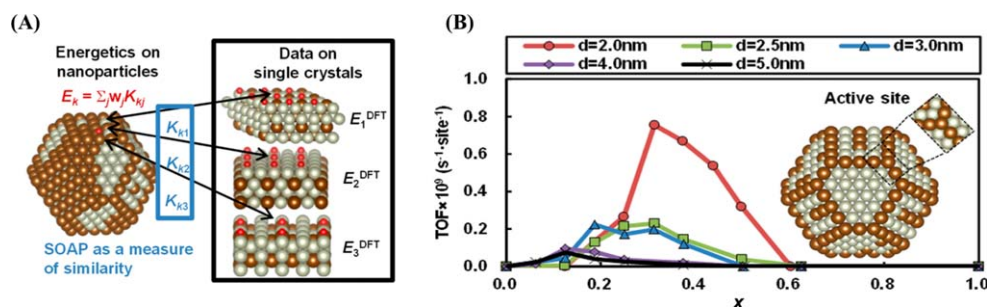 (A)
Energetics on
nanoparticles
E_k = Σ_j w_j K_kj
K_k1
K_k2
K_k3
SOAP as a measure
of similarity
Data on
single crystals
E_1^DFT
E_2^DFT
E_3^DFT
(B)
d=2.0nm d=2.5nm d=3.0nm
d=4.0nm d=5.0nm
TOF×10⁹ (s⁻¹·site⁻¹)
1.0
0.8
0.6
0.4
0.2
0.0
Active site
0.0 0.2 0.4 0.6 0.8 1.0
x